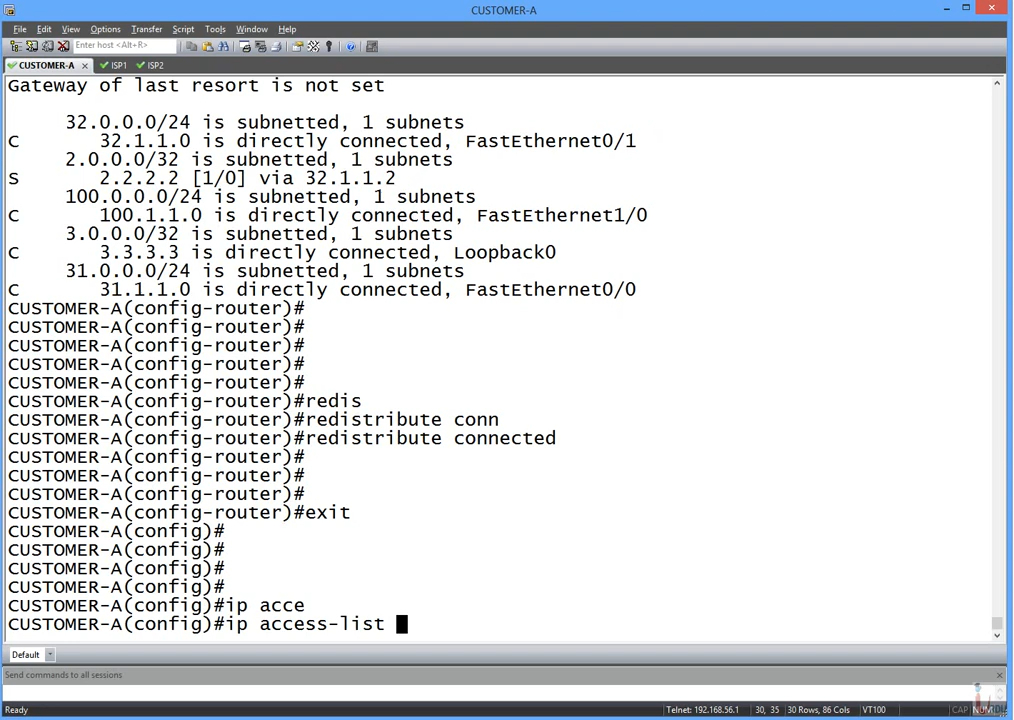 CUSTOMER-A
File Edit View Options Transfer Script Tools Window Help
Enter host <Alt+R>
CUSTOMER-A ISP1 ISP2
Gateway of last resort is not set
32.0.0.0/24 is subnetted, 1 subnets
C 32.1.1.0 is directly connected, FastEthernet0/1
2.0.0.0/32 is subnetted, 1 subnets
S 2.2.2.2 [1/0] via 32.1.1.2
100.0.0.0/24 is subnetted, 1 subnets
C 100.1.1.0 is directly connected, FastEthernet1/0
3.0.0.0/32 is subnetted, 1 subnets
C 3.3.3.3 is directly connected, Loopback0
31.0.0.0/24 is subnetted, 1 subnets
C 31.1.1.0 is directly connected, FastEthernet0/0
CUSTOMER-A(config-router)#
CUSTOMER-A(config-router)#
CUSTOMER-A(config-router)#
CUSTOMER-A(config-router)#
CUSTOMER-A(config-router)#
CUSTOMER-A(config-router)#redis
CUSTOMER-A(config-router)#redistribute conn
CUSTOMER-A(config-router)#redistribute connected
CUSTOMER-A(config-router)#
CUSTOMER-A(config-router)#
CUSTOMER-A(config-router)#
CUSTOMER-A(config-router)#exit
CUSTOMER-A(config)#
CUSTOMER-A(config)#
CUSTOMER-A(config)#
CUSTOMER-A(config)#
CUSTOMER-A(config)#ip acce
CUSTOMER-A(config)#ip access-list
Default
Send commands to all sessions
Ready Telnet: 192.168.56.1 30, 35 30 Rows, 86 Cols VT100 CAP NUM